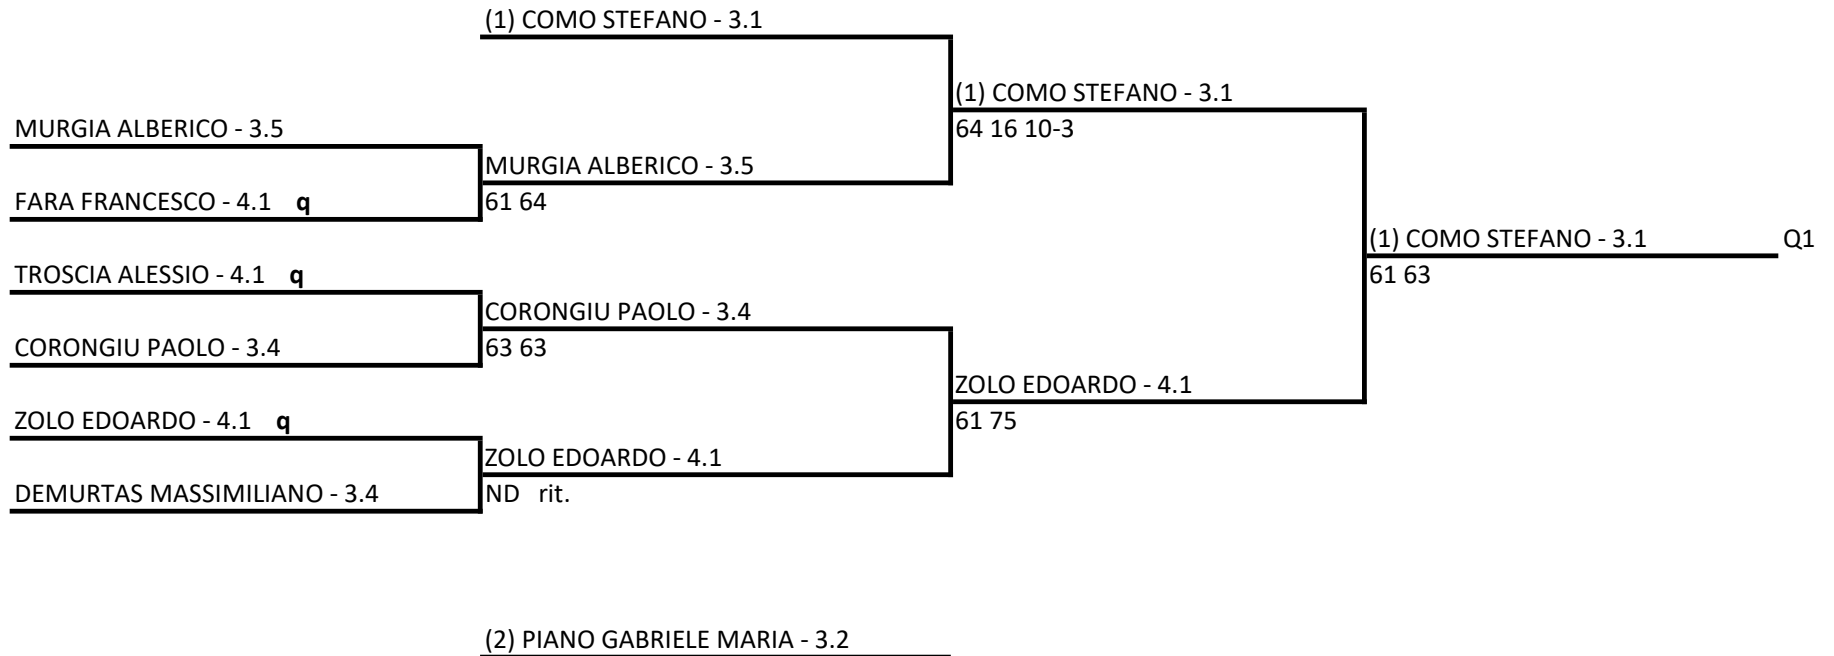 (1) COMO STEFANO - 3.1
(1) COMO STEFANO - 3.1
MURGIA ALBERICO - 3.5
64 16 10-3
MURGIA ALBERICO - 3.5
FARA FRANCESCO - 4.1 q
61 64
(1) COMO STEFANO - 3.1 Q1
TROSCIA ALESSIO - 4.1 q
61 63
CORONGIU PAOLO - 3.4
CORONGIU PAOLO - 3.4
63 63
ZOLO EDOARDO - 4.1
ZOLO EDOARDO - 4.1 q
61 75
ZOLO EDOARDO - 4.1
DEMURTAS MASSIMILIANO - 3.4
ND rit.
(2) PIANO GABRIELE MARIA - 3.2